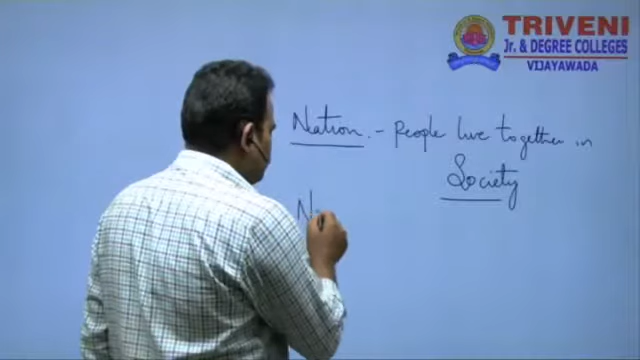 TRIVENI
Jr. & DEGREE COLLEGES
VIJAYAWADA
Nation. - People live together in
Society
N